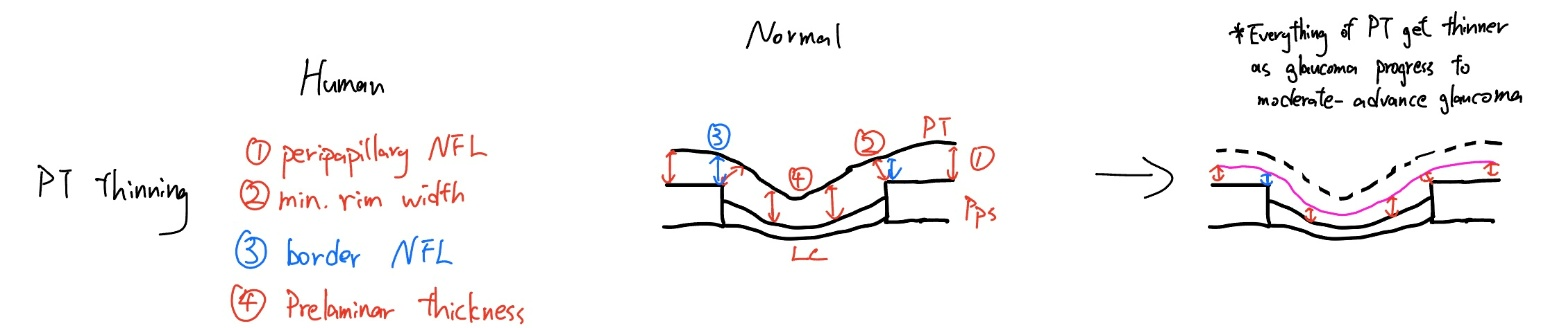 PT thinning
Human
① peripapillary NFL
② min. rim width
③ border NFL
④ Prelaminar thickness
Normal
③
②
PT
①
④
PPS
LC
*Everything of PT get thinner
as glaucoma progress to
moderate-advance glaucoma